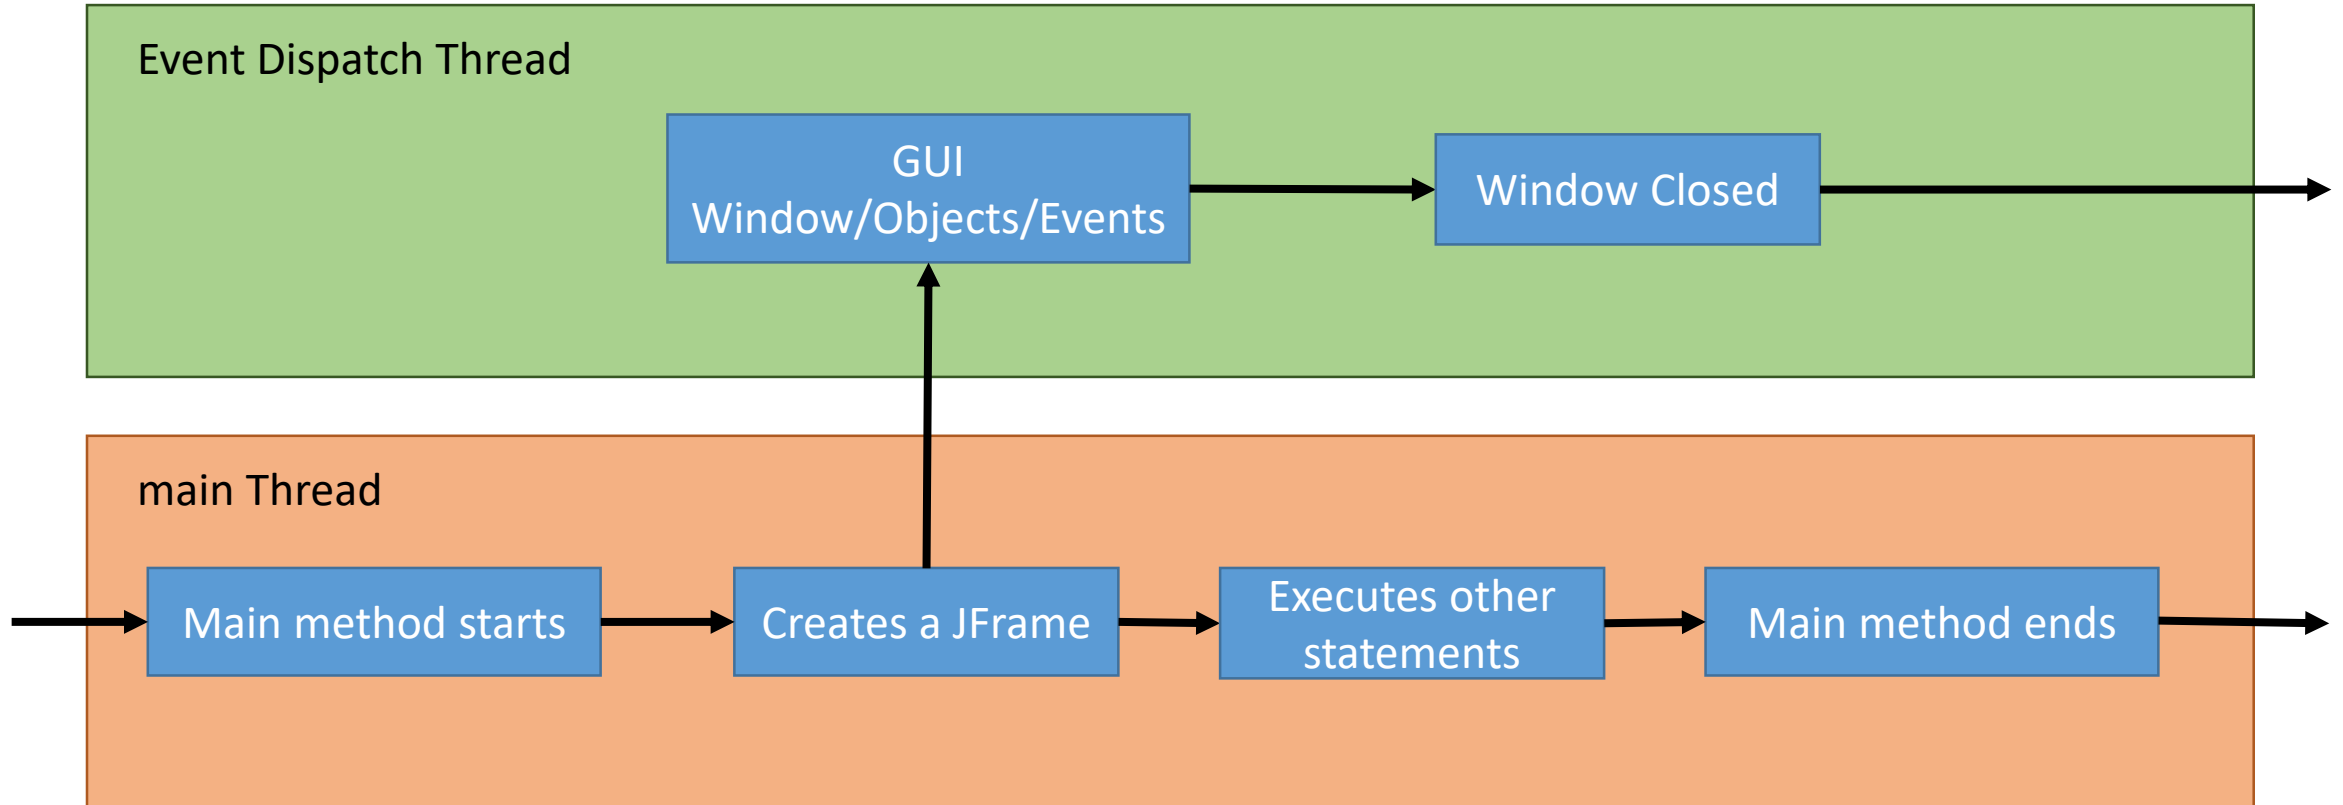 Event Dispatch Thread
GUI
Window/Objects/Events
Window Closed
main Thread
Main method starts
Creates a JFrame
Executes other
statements
Main method ends